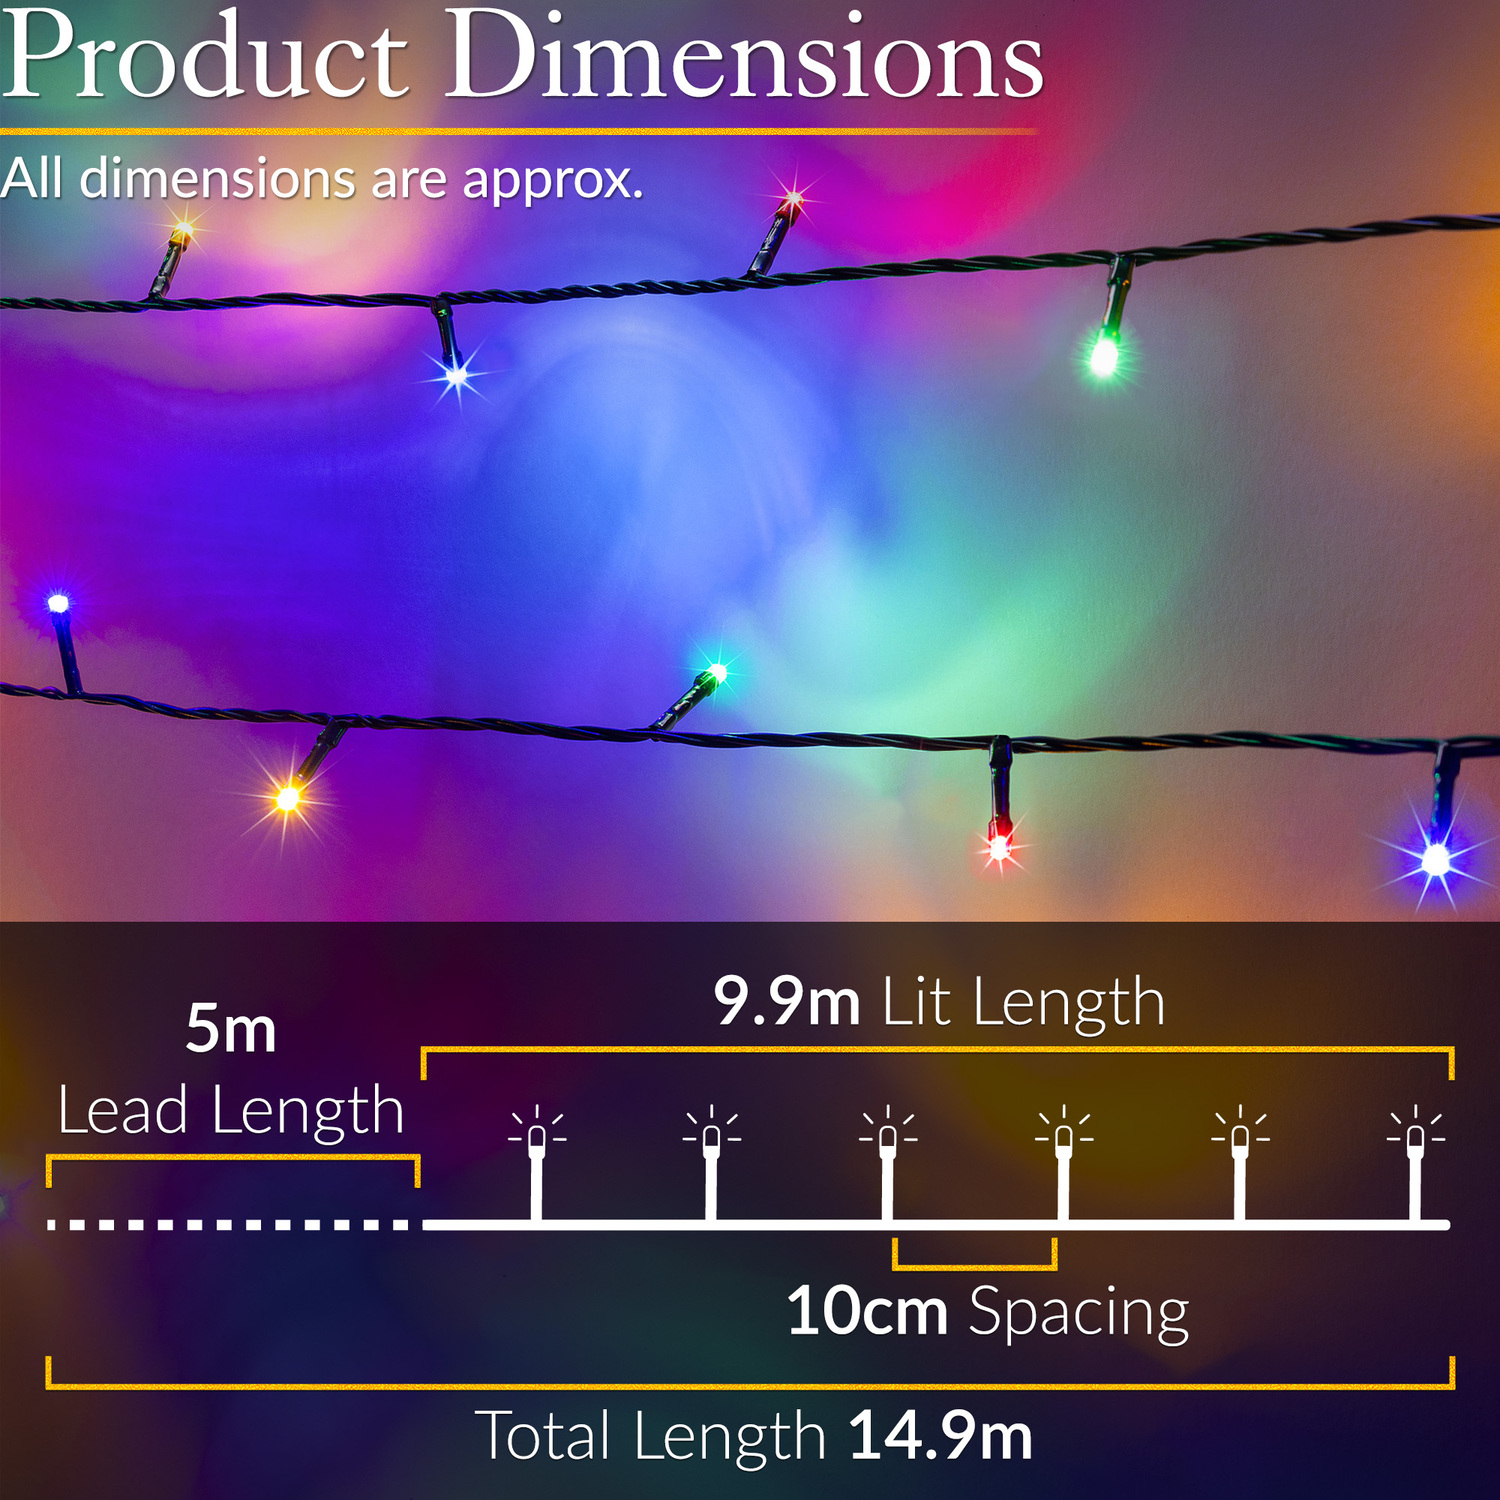 Product Dimensions
All dimensions are approx.
9.9m Lit Length
5m
Lead Length
10cm Spacing
Total Length 14.9m